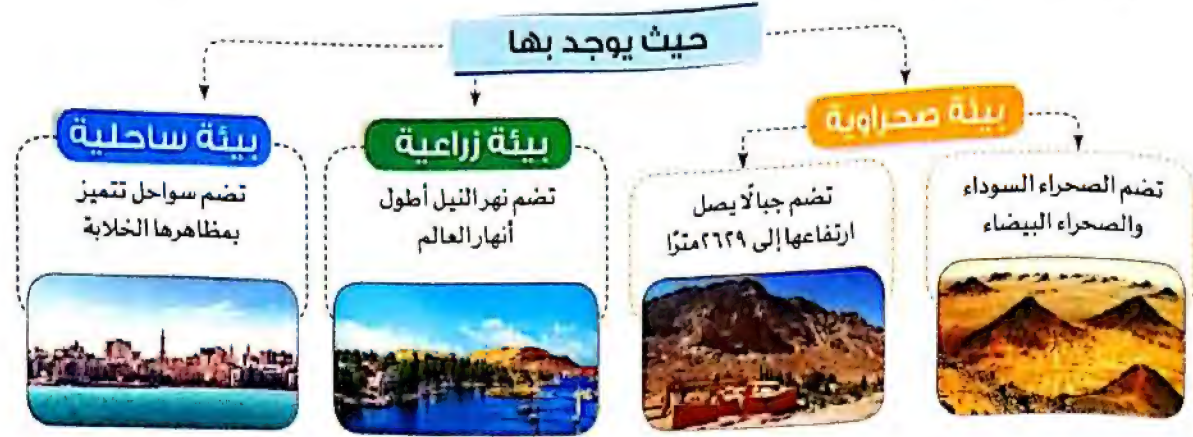 حيث يوجد بها
بيئة صحراوية
تضم الصحراء السوداء
والصحراء البيضاء
تضم جبالًا يصل
ارتفاعها إلى ٢٦٢٩ مترًا
بيئة زراعية
تضم نهر النيل أطول
أنهار العالم
بيئة ساحلية
تضم سواحل تتميز
بمظاهرها الخلابة